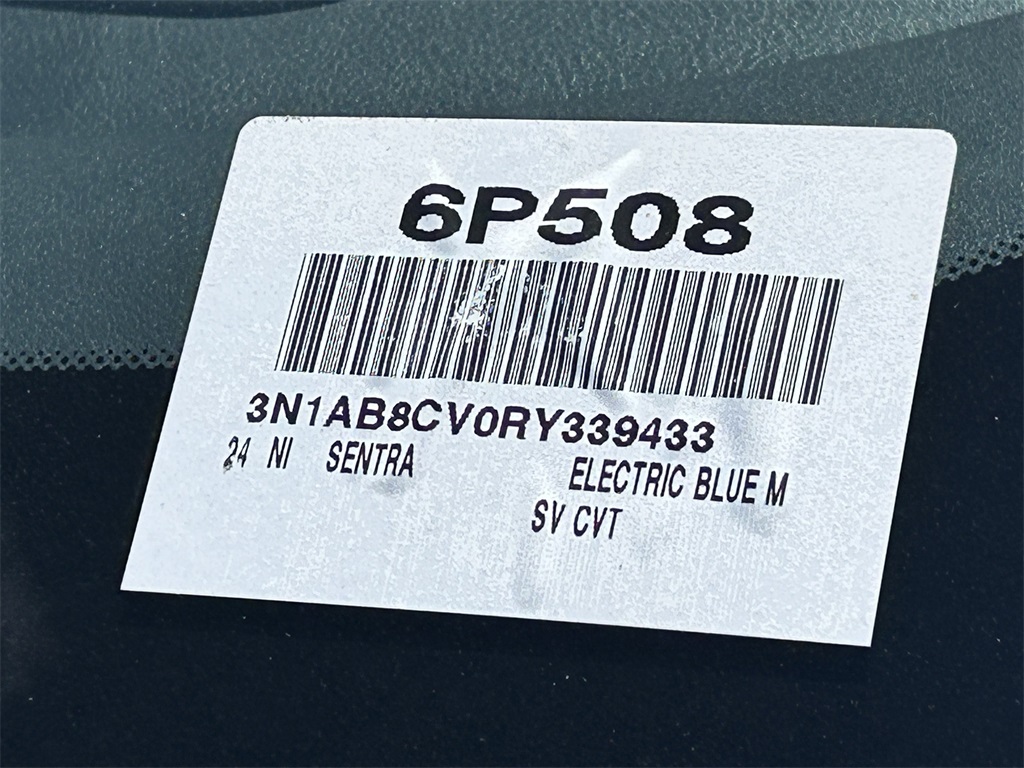 6P508
3N1AB8CV0RY339433
24 NI SENTRA ELECTRIC BLUE M
SV CVT